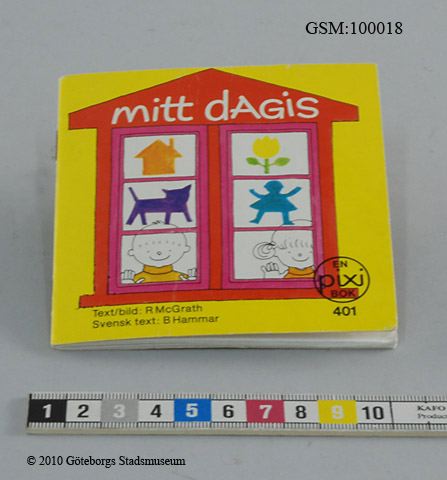 GSM:100018
mitt dAGis
EN
pixi
BOK
401
Text/bild: R McGrath
Svensk text: B Hammar
1 2 3 4 5 6 7 8 9 10
KAFO
Product
© 2010 Göteborgs Stadsmuseum